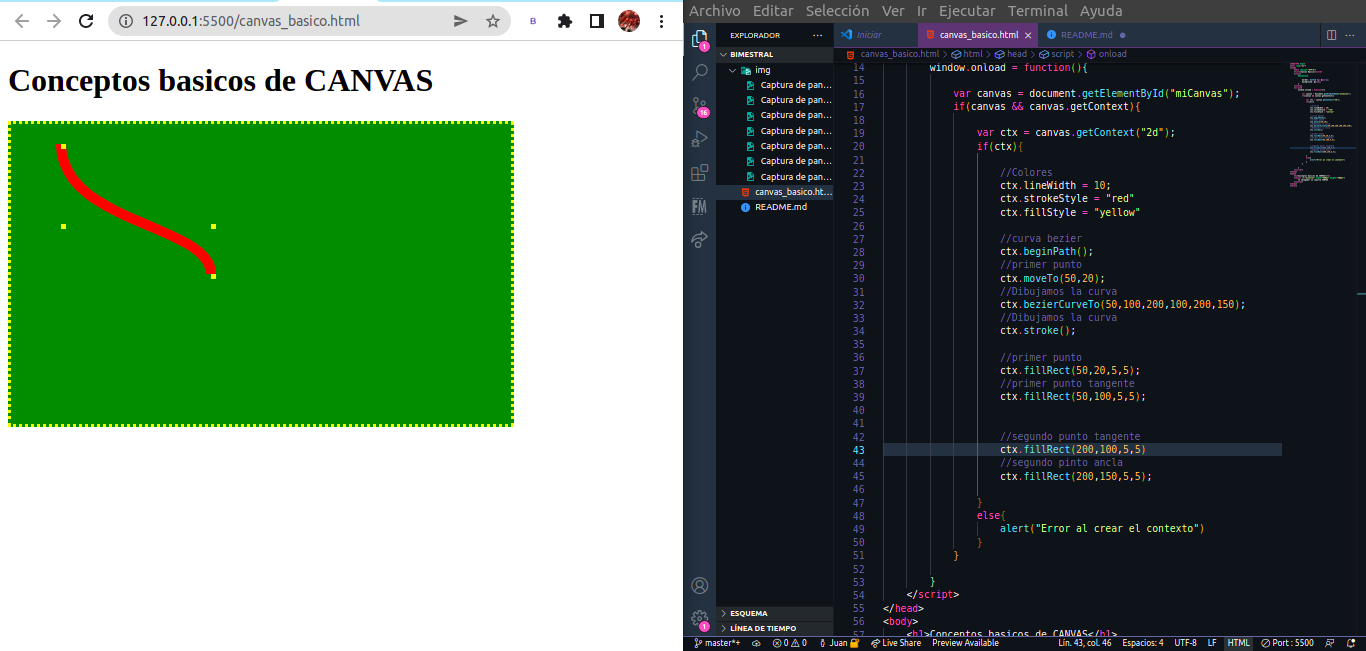 127.0.0.1:5500/canvas_basico.html
B
Conceptos basicos de CANVAS
Archivo Editar Selección Ver Ir Ejecutar Terminal Ayuda
EXPLORADOR ···
BIMESTRAL
img
Captura de pan...
Captura de pan...
Captura de pan...
Captura de pan...
Captura de pan...
Captura de pan...
Captura de pan...
canvas_basico.ht...
README.md
ESQUEMA
LÍNEA DE TIEMPO
1
16
FM
1
Iniciar
canvas_basico.html
README.md
canvas_basico.html > html > head > script > onload
14 window.onload = function(){
15
16 var canvas = document.getElementById("miCanvas");
17 if(canvas && canvas.getContext){
18
19 var ctx = canvas.getContext("2d");
20 if(ctx){
21
22 //Colores
23 ctx.lineWidth = 10;
24 ctx.strokeStyle = "red"
25 ctx.fillStyle = "yellow"
26
27 //curva bezier
28 ctx.beginPath();
29 //primer punto
30 ctx.moveTo(50,20);
31 //Dibujamos la curva
32 ctx.bezierCurveTo(50,100,200,100,200,150);
33 //Dibujamos la curva
34 ctx.stroke();
35
36 //primer punto
37 ctx.fillRect(50,20,5,5);
38 //primer punto tangente
39 ctx.fillRect(50,100,5,5);
40
41
42 //segundo punto tangente
43 ctx.fillRect(200,100,5,5)
44 //segundo pinto ancla
45 ctx.fillRect(200,150,5,5);
46
47 }
48 else{
49 alert("Error al crear el contexto")
50 }
51 }
52
53 }
54 </script>
55 </head>
56 <body>
57 <h1>Conceptos basicos de CANVAS</h1>
master*+ 0 0 Juan Live Share Preview Available Lín. 43, col. 46 Espacios: 4 UTF-8 LF HTML Port : 5500